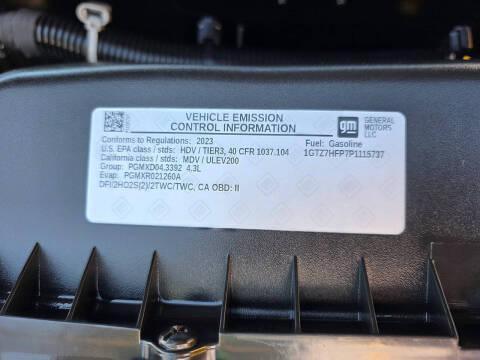 VEHICLE EMISSION
CONTROL INFORMATION
gm
GENERAL
MOTORS
LLC
Conforms to Regulations: 2023
Fuel: Gasoline
U.S. EPA class / stds: HDV / TIER3, 40 CFR 1037.104
1GTZ7HFP7P1115737
California class / stds: MDV / ULEV200
Group: PGMXD04.3392 4.3L
Evap: PGMXR021260A
DFI/2HO2S(2)/2TWC/TWC, CA OBD: II